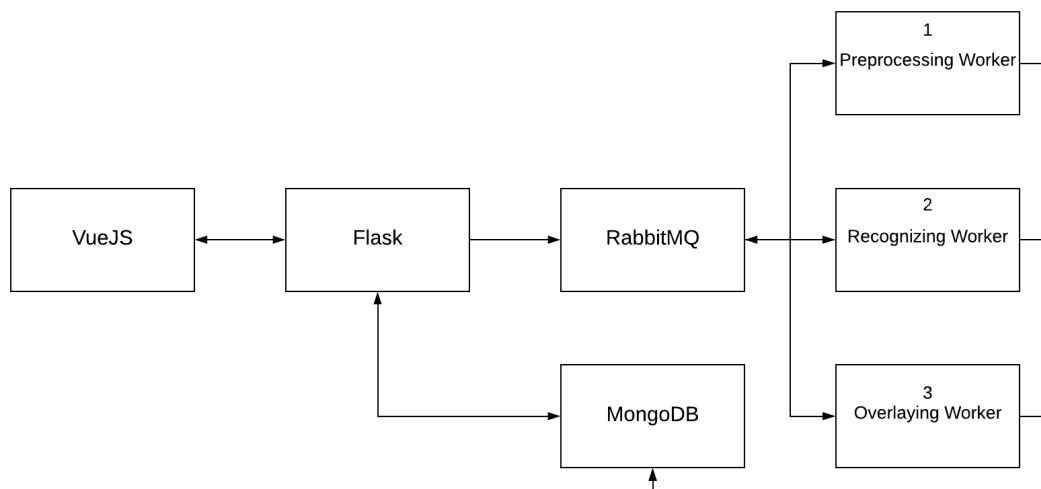 1
Preprocessing Worker
VueJS
Flask
RabbitMQ
2
Recognizing Worker
MongoDB
3
Overlaying Worker